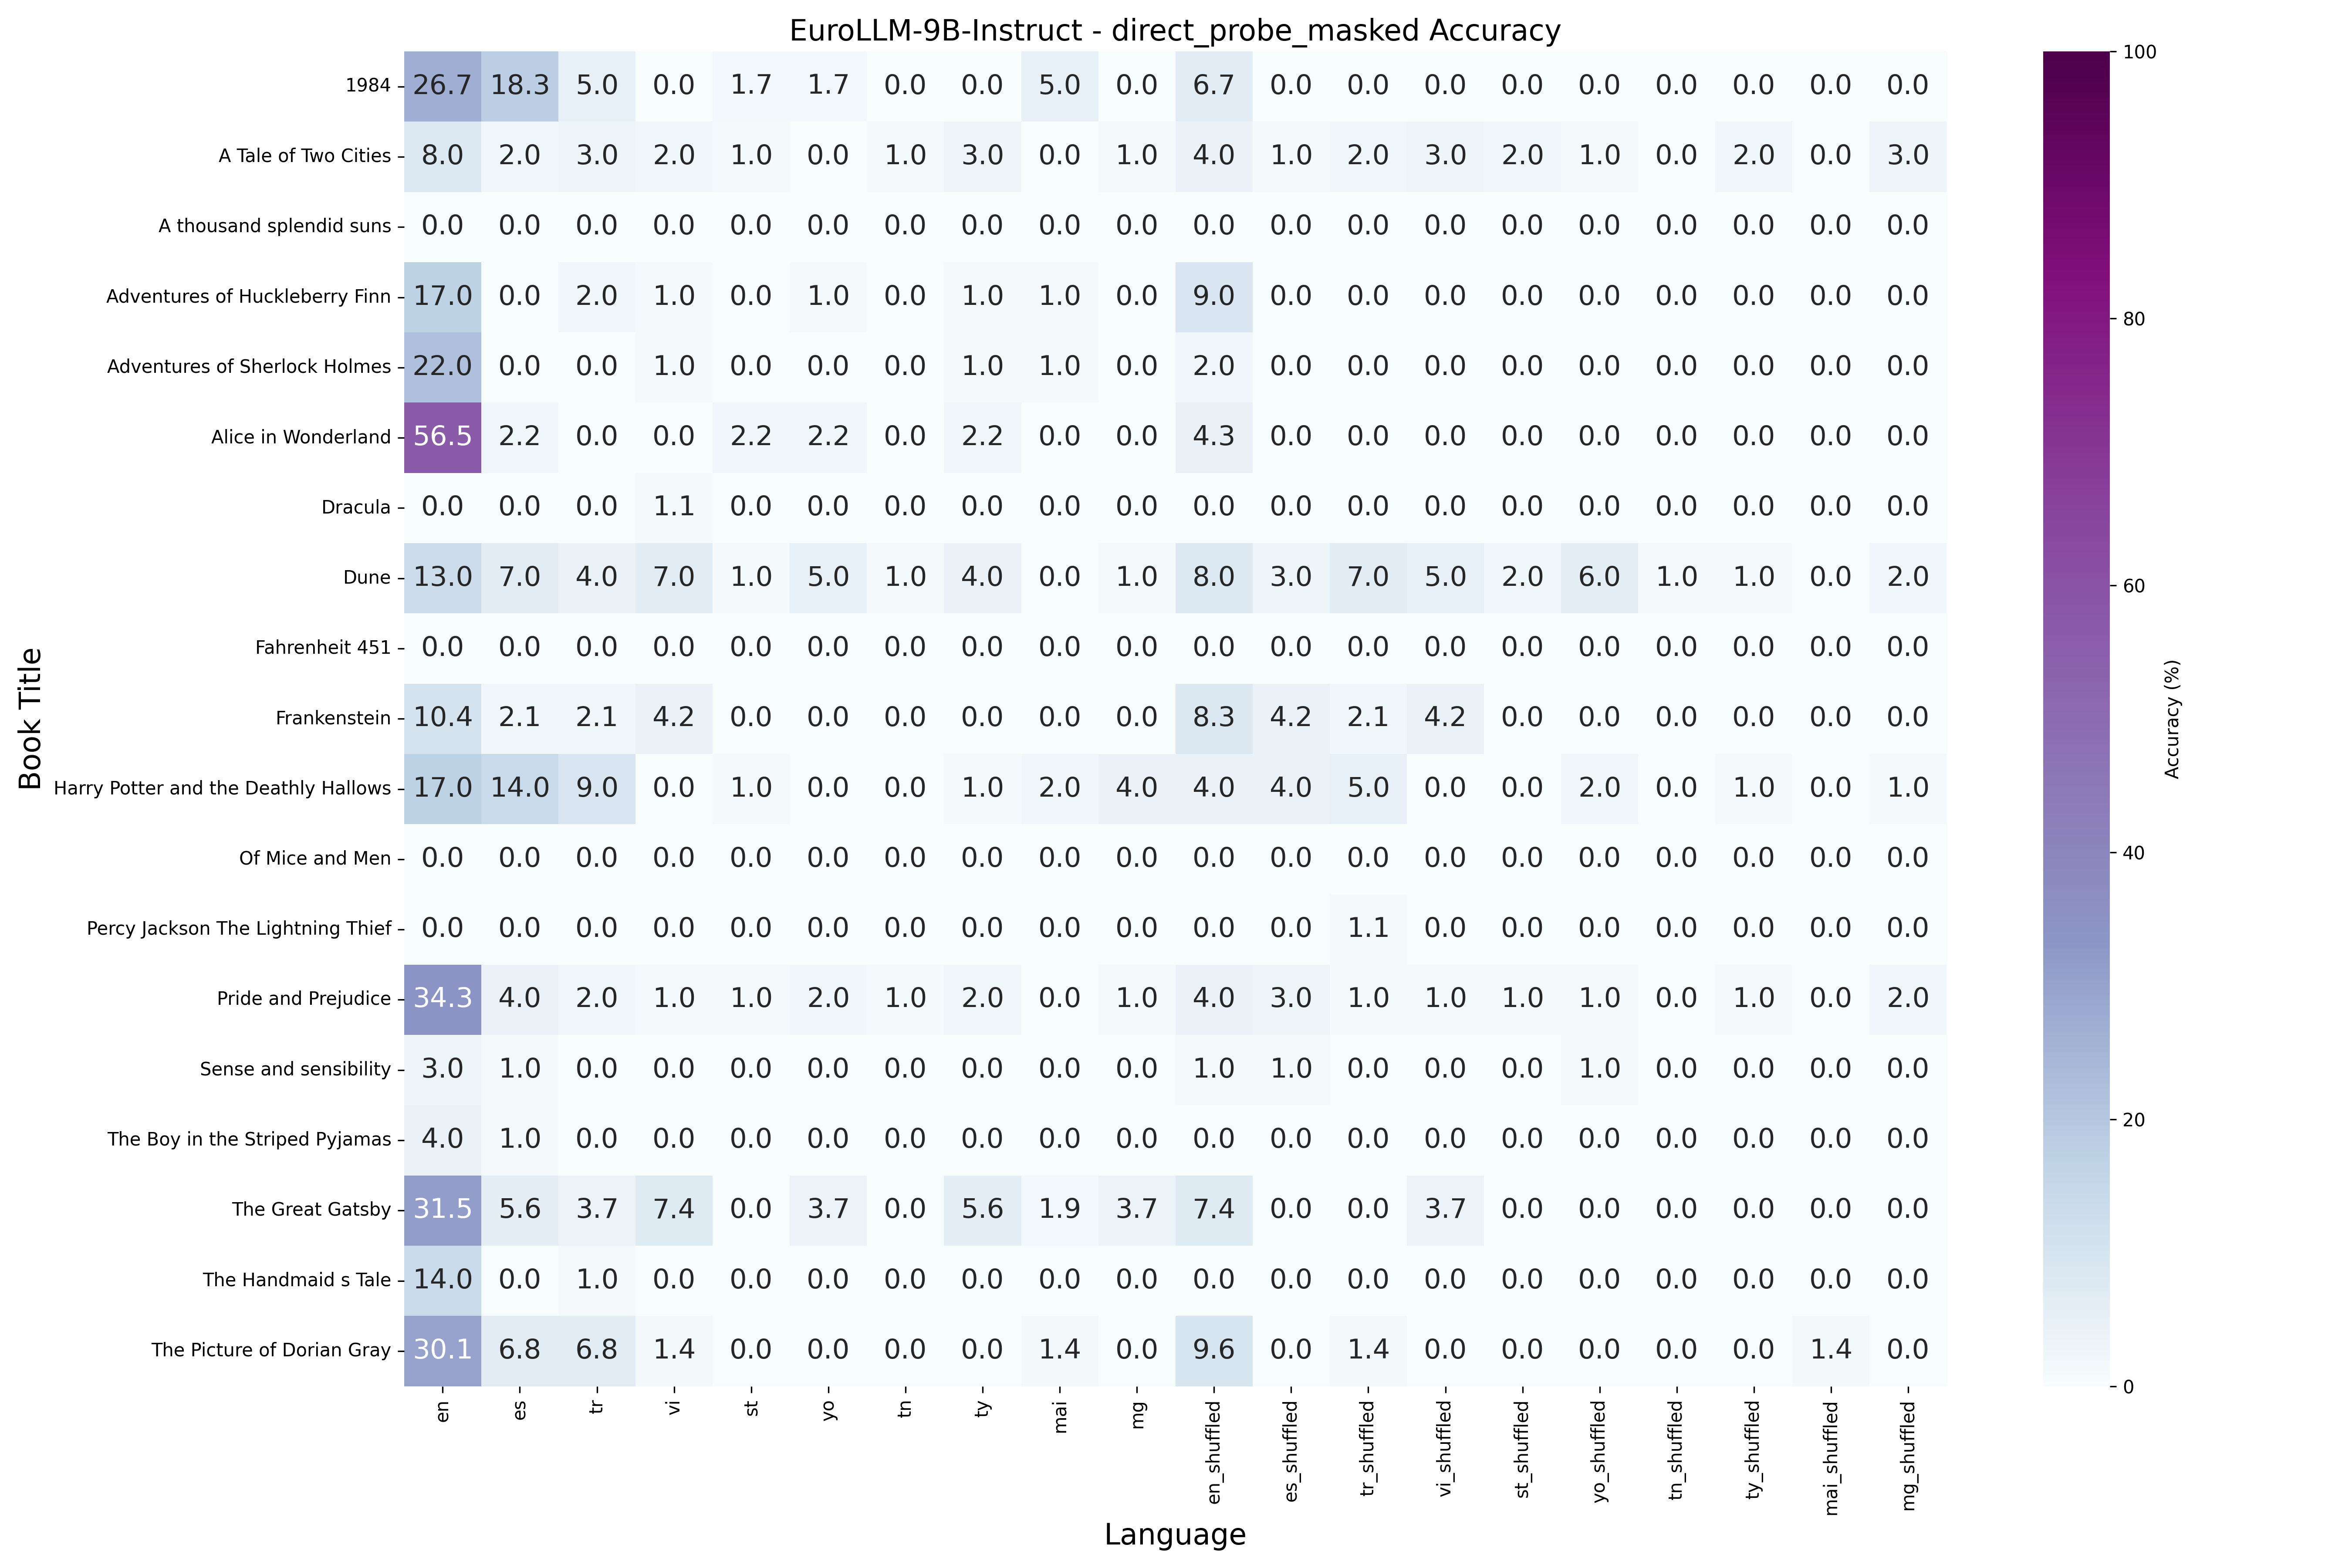 EuroLLM-9B-Instruct - direct_probe_masked Accuracy
Book Title
1984 26.7 18.3 5.0 0.0 1.7 1.7 0.0 0.0 5.0 0.0 6.7 0.0 0.0 0.0 0.0 0.0 0.0 0.0 0.0 0.0
A Tale of Two Cities 8.0 2.0 3.0 2.0 1.0 0.0 1.0 3.0 0.0 1.0 4.0 1.0 2.0 3.0 2.0 1.0 0.0 2.0 0.0 3.0
A thousand splendid suns 0.0 0.0 0.0 0.0 0.0 0.0 0.0 0.0 0.0 0.0 0.0 0.0 0.0 0.0 0.0 0.0 0.0 0.0 0.0 0.0
Adventures of Huckleberry Finn 17.0 0.0 2.0 1.0 0.0 1.0 0.0 1.0 1.0 0.0 9.0 0.0 0.0 0.0 0.0 0.0 0.0 0.0 0.0 0.0
Adventures of Sherlock Holmes 22.0 0.0 0.0 1.0 0.0 0.0 0.0 1.0 1.0 0.0 2.0 0.0 0.0 0.0 0.0 0.0 0.0 0.0 0.0 0.0
Alice in Wonderland 56.5 2.2 0.0 0.0 2.2 2.2 0.0 2.2 0.0 0.0 4.3 0.0 0.0 0.0 0.0 0.0 0.0 0.0 0.0 0.0
Dracula 0.0 0.0 0.0 1.1 0.0 0.0 0.0 0.0 0.0 0.0 0.0 0.0 0.0 0.0 0.0 0.0 0.0 0.0 0.0 0.0
Dune 13.0 7.0 4.0 7.0 1.0 5.0 1.0 4.0 0.0 1.0 8.0 3.0 7.0 5.0 2.0 6.0 1.0 1.0 0.0 2.0
Fahrenheit 451 0.0 0.0 0.0 0.0 0.0 0.0 0.0 0.0 0.0 0.0 0.0 0.0 0.0 0.0 0.0 0.0 0.0 0.0 0.0 0.0
Frankenstein 10.4 2.1 2.1 4.2 0.0 0.0 0.0 0.0 0.0 0.0 8.3 4.2 2.1 4.2 0.0 0.0 0.0 0.0 0.0 0.0
Harry Potter and the Deathly Hallows 17.0 14.0 9.0 0.0 1.0 0.0 0.0 1.0 2.0 4.0 4.0 4.0 5.0 0.0 0.0 2.0 0.0 1.0 0.0 1.0
Of Mice and Men 0.0 0.0 0.0 0.0 0.0 0.0 0.0 0.0 0.0 0.0 0.0 0.0 0.0 0.0 0.0 0.0 0.0 0.0 0.0 0.0
Percy Jackson The Lightning Thief 0.0 0.0 0.0 0.0 0.0 0.0 0.0 0.0 0.0 0.0 0.0 0.0 1.1 0.0 0.0 0.0 0.0 0.0 0.0 0.0
Pride and Prejudice 34.3 4.0 2.0 1.0 1.0 2.0 1.0 2.0 0.0 1.0 4.0 3.0 1.0 1.0 1.0 1.0 0.0 1.0 0.0 2.0
Sense and sensibility 3.0 1.0 0.0 0.0 0.0 0.0 0.0 0.0 0.0 0.0 1.0 1.0 0.0 0.0 0.0 1.0 0.0 0.0 0.0 0.0
The Boy in the Striped Pyjamas 4.0 1.0 0.0 0.0 0.0 0.0 0.0 0.0 0.0 0.0 0.0 0.0 0.0 0.0 0.0 0.0 0.0 0.0 0.0 0.0
The Great Gatsby 31.5 5.6 3.7 7.4 0.0 3.7 0.0 5.6 1.9 3.7 7.4 0.0 0.0 3.7 0.0 0.0 0.0 0.0 0.0 0.0
The Handmaid s Tale 14.0 0.0 1.0 0.0 0.0 0.0 0.0 0.0 0.0 0.0 0.0 0.0 0.0 0.0 0.0 0.0 0.0 0.0 0.0 0.0
The Picture of Dorian Gray 30.1 6.8 6.8 1.4 0.0 0.0 0.0 0.0 1.4 0.0 9.6 0.0 1.4 0.0 0.0 0.0 0.0 0.0 1.4 0.0
en es tr vi st yo tn ty mai mg en_shuffled es_shuffled tr_shuffled vi_shuffled st_shuffled yo_shuffled tn_shuffled ty_shuffled mai_shuffled mg_shuffled
Language
100
80
60
40
20
0
Accuracy (%)